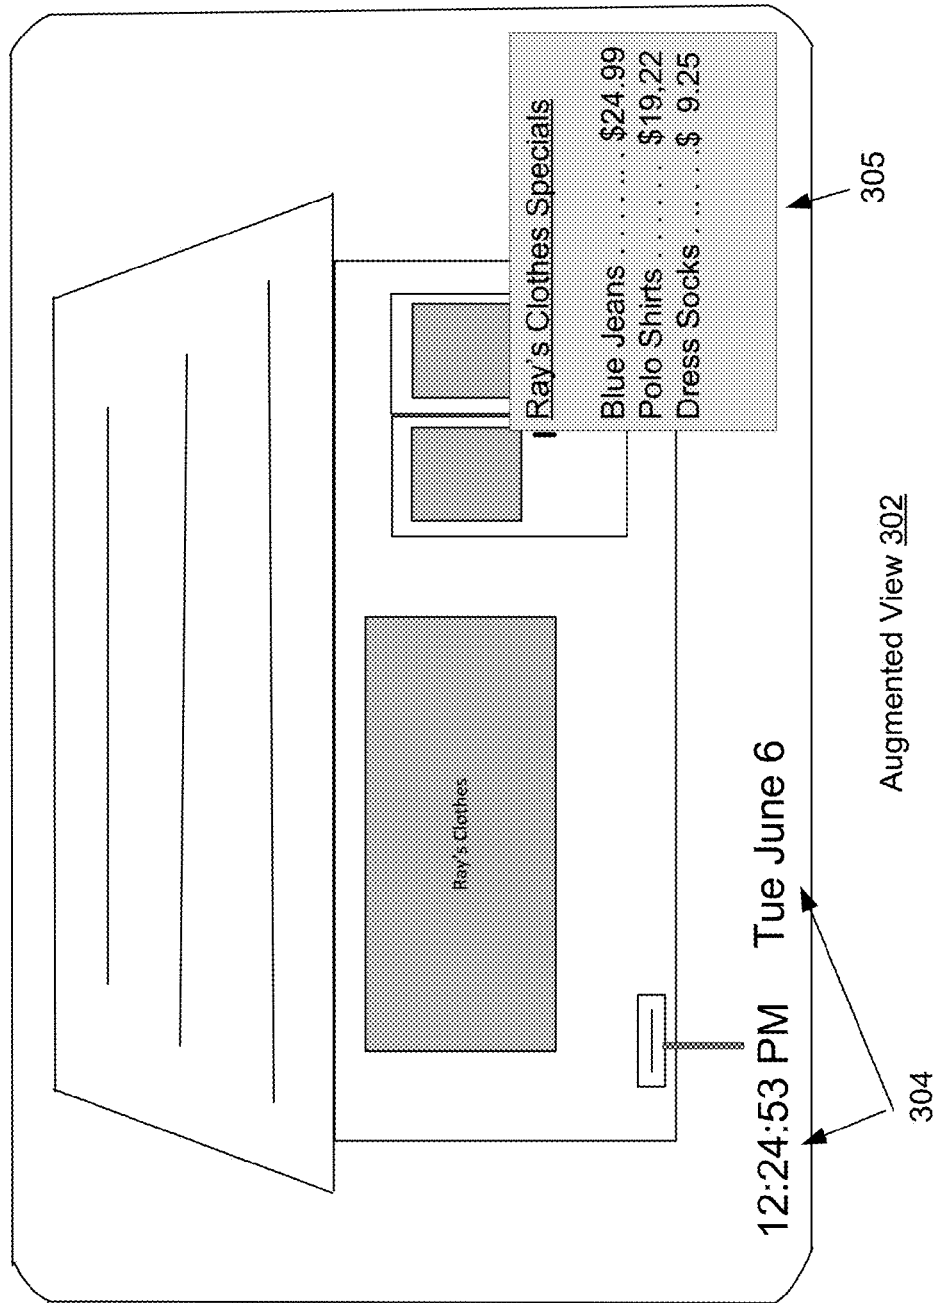 Ray's Clothes Specials
Blue Jeans . . . . . . . $24.99
Polo Shirts . . . . . . . $19,22
Dress Socks . . . . . . .$ 9.25
Ray's Clothes
12:24:53 PM Tue June 6
304
305
Augmented View 302